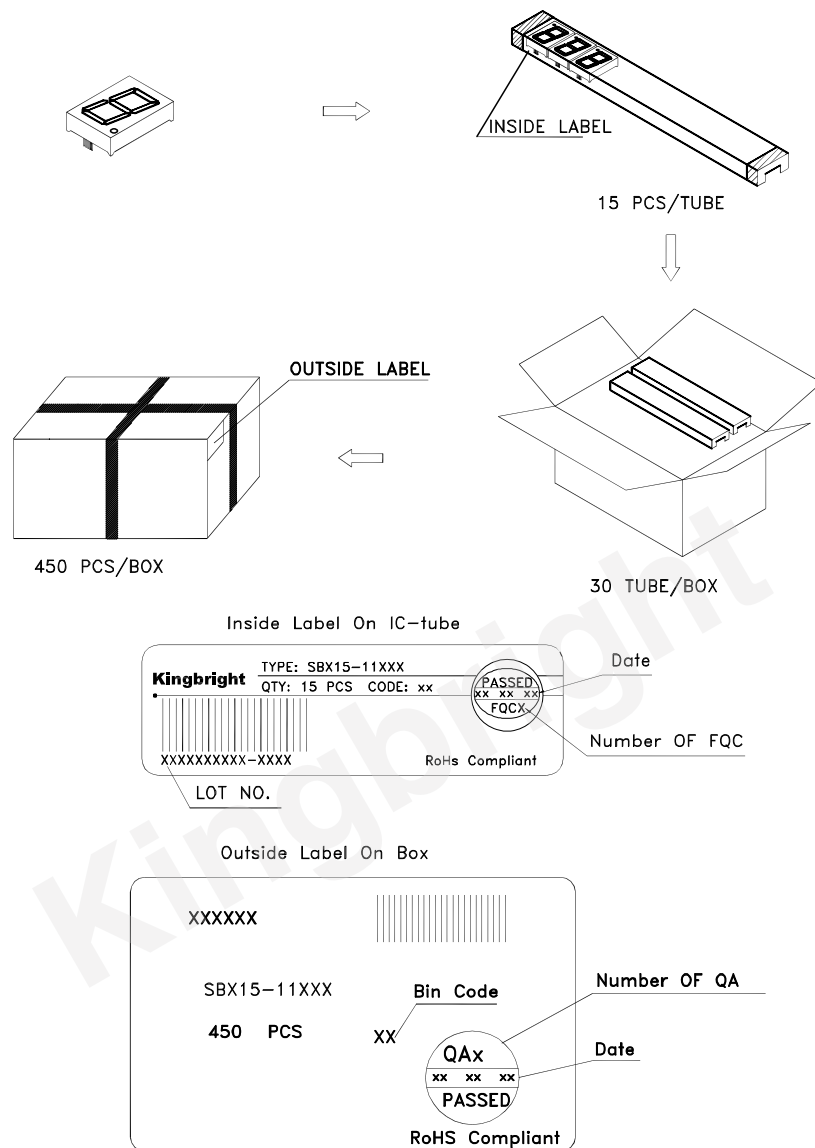 INSIDE LABEL
15 PCS/TUBE
OUTSIDE LABEL
450 PCS/BOX
30 TUBE/BOX
Inside Label On IC-tube
Kingbright
TYPE: SBX15-11XXX
QTY: 15 PCS CODE: xx
PASSED
xx xx xx
FQCX
Date
Number OF FQC
XXXXXXXXXX-XXXX
RoHs Compliant
LOT NO.
Outside Label On Box
XXXXXX
SBX15-11XXX
450 PCS
Bin Code
XX
Number OF QA
QAx
xx xx xx
PASSED
Date
RoHS Compliant
Kingbright